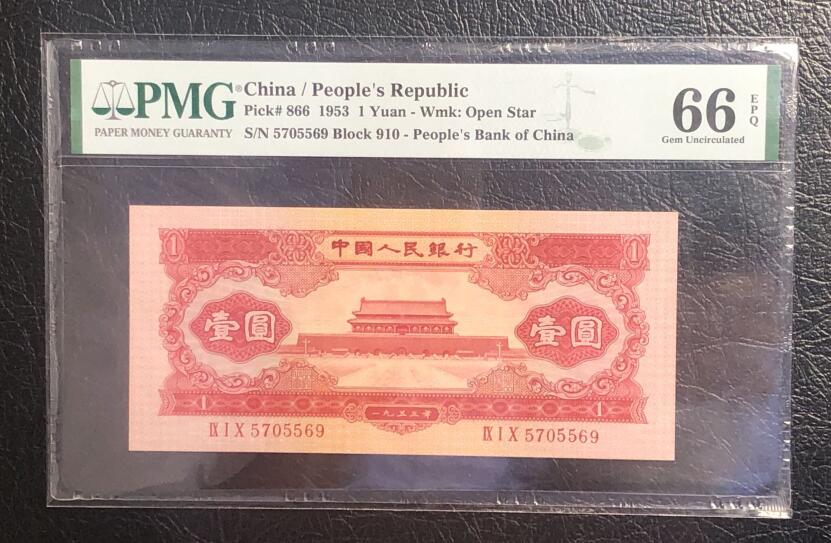 PMG
PAPER MONEY GUARANTY
China / People's Republic
Pick# 866 1953 1 Yuan - Wmk: Open Star
S/N 5705569 Block 910 - People's Bank of China
66
EPQ
Gem Uncirculated
1 中國人民銀行 1
壹圓 壹圓
1 一九五三年 1
IX I X 5705569 IX I X 5705569